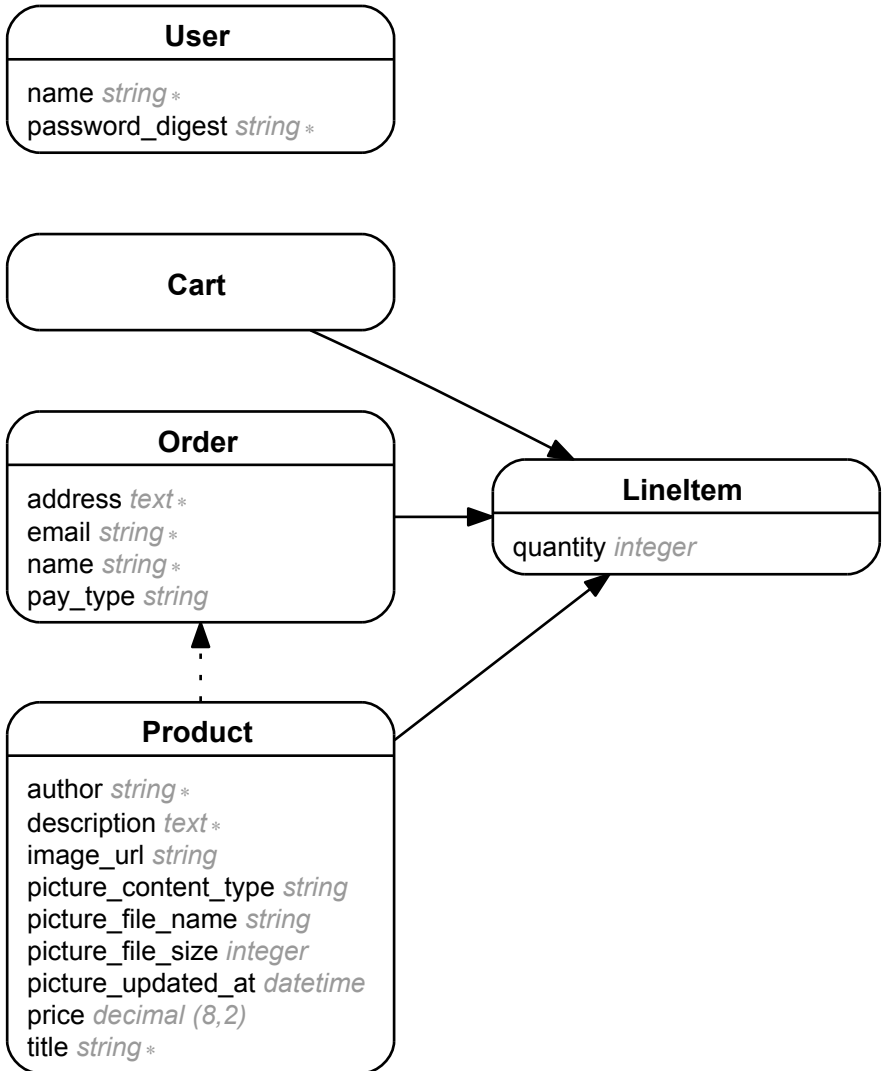 User
name string *
password_digest string *
Cart
Order
address text *
email string *
name string *
pay_type string
LineItem
quantity integer
Product
author string *
description text *
image_url string
picture_content_type string
picture_file_name string
picture_file_size integer
picture_updated_at datetime
price decimal (8,2)
title string *